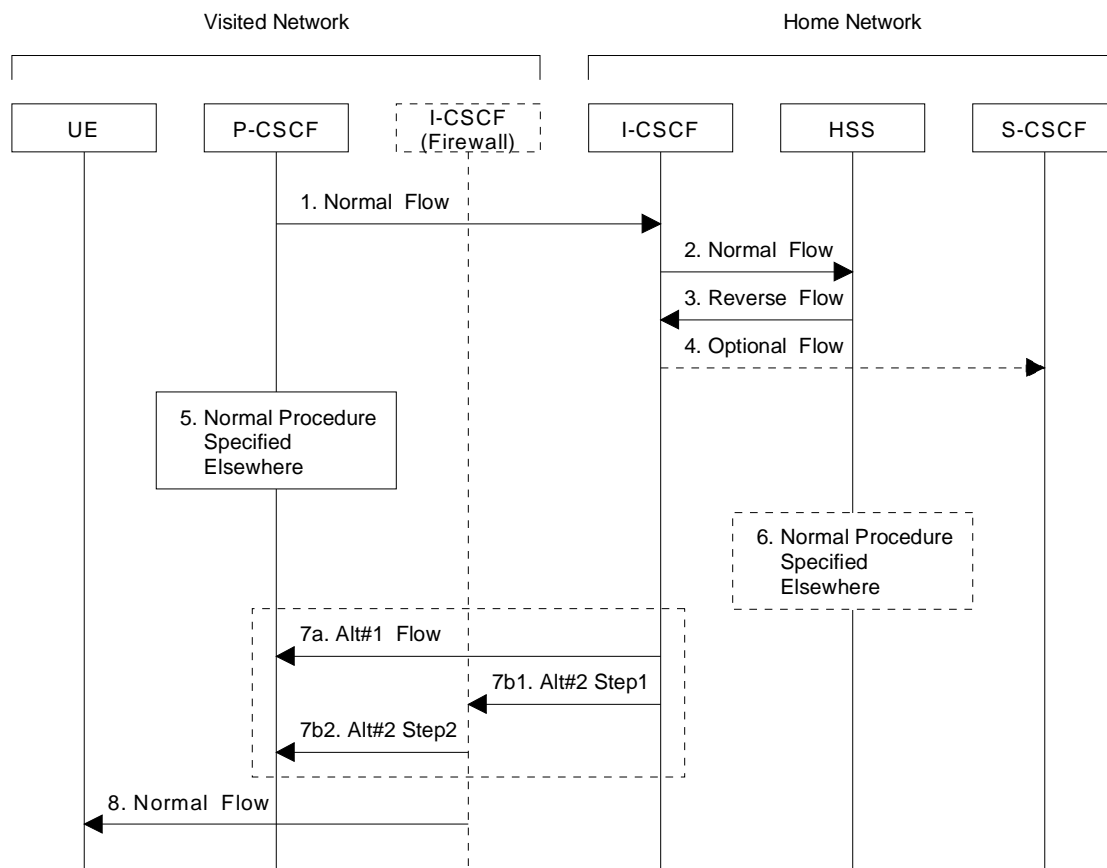 Visited Network
Home Network
UE
P-CSCF
I-CSCF
(Firewall)
I-CSCF
HSS
S-CSCF
1. Normal Flow
2. Normal Flow
3. Reverse Flow
4. Optional Flow
5. Normal Procedure
Specified
Elsewhere
6. Normal Procedure
Specified
Elsewhere
7a. Alt#1 Flow
7b1. Alt#2 Step1
7b2. Alt#2 Step2
8. Normal Flow